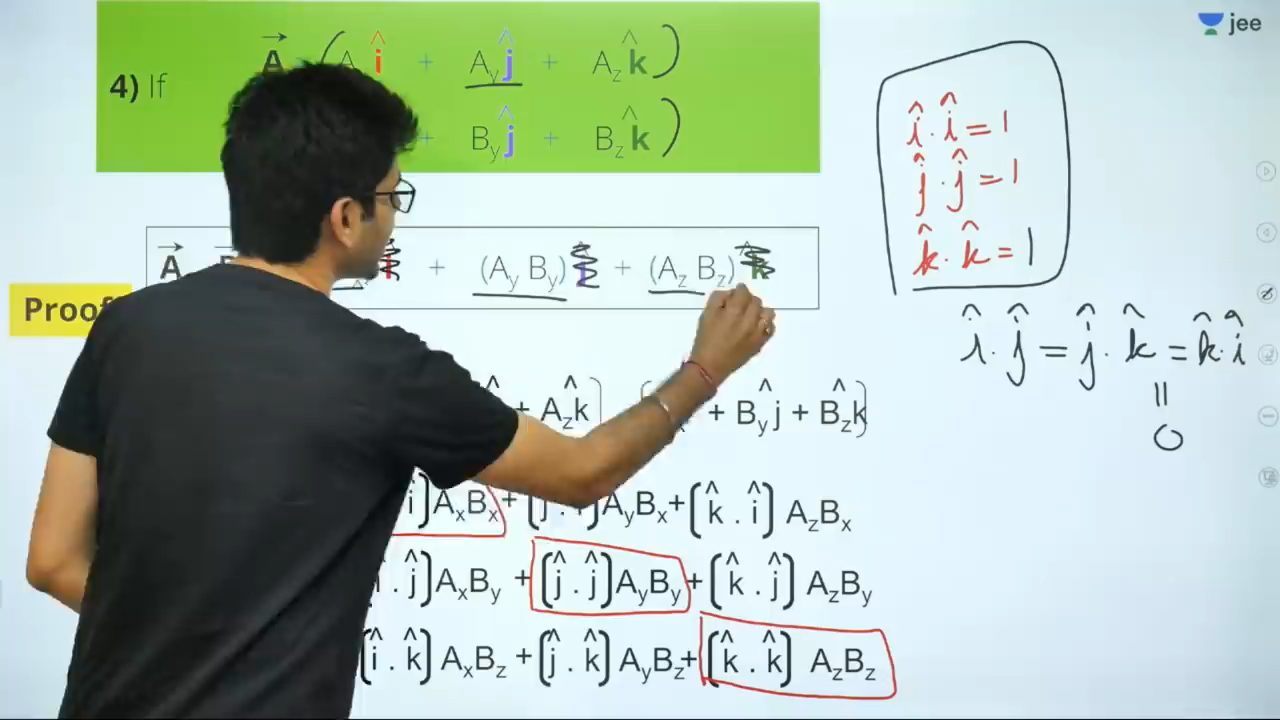 jee
4) If A⃗ ( A î + A_y ĵ + A_z k̂ )
+ B_y ĵ + B_z k̂ )
A⃗ + (A_y B_y) + (A_z B_z) k
Proof
+ A_z k̂ ) ( + B_y ĵ + B_z k̂ )
i) A_x B_x + (j . ) A_y B_x + (k̂ . î) A_z B_x
. ĵ) A_x B_y + (ĵ . ĵ) A_y B_y + (k̂ . ĵ) A_z B_y
(î . k̂) A_x B_z + (ĵ . k̂) A_y B_z + (k̂ . k̂) A_z B_z
î . î = 1
ĵ . ĵ = 1
k̂ . k̂ = 1
î . ĵ = ĵ . k̂ = k̂ . î
=
0